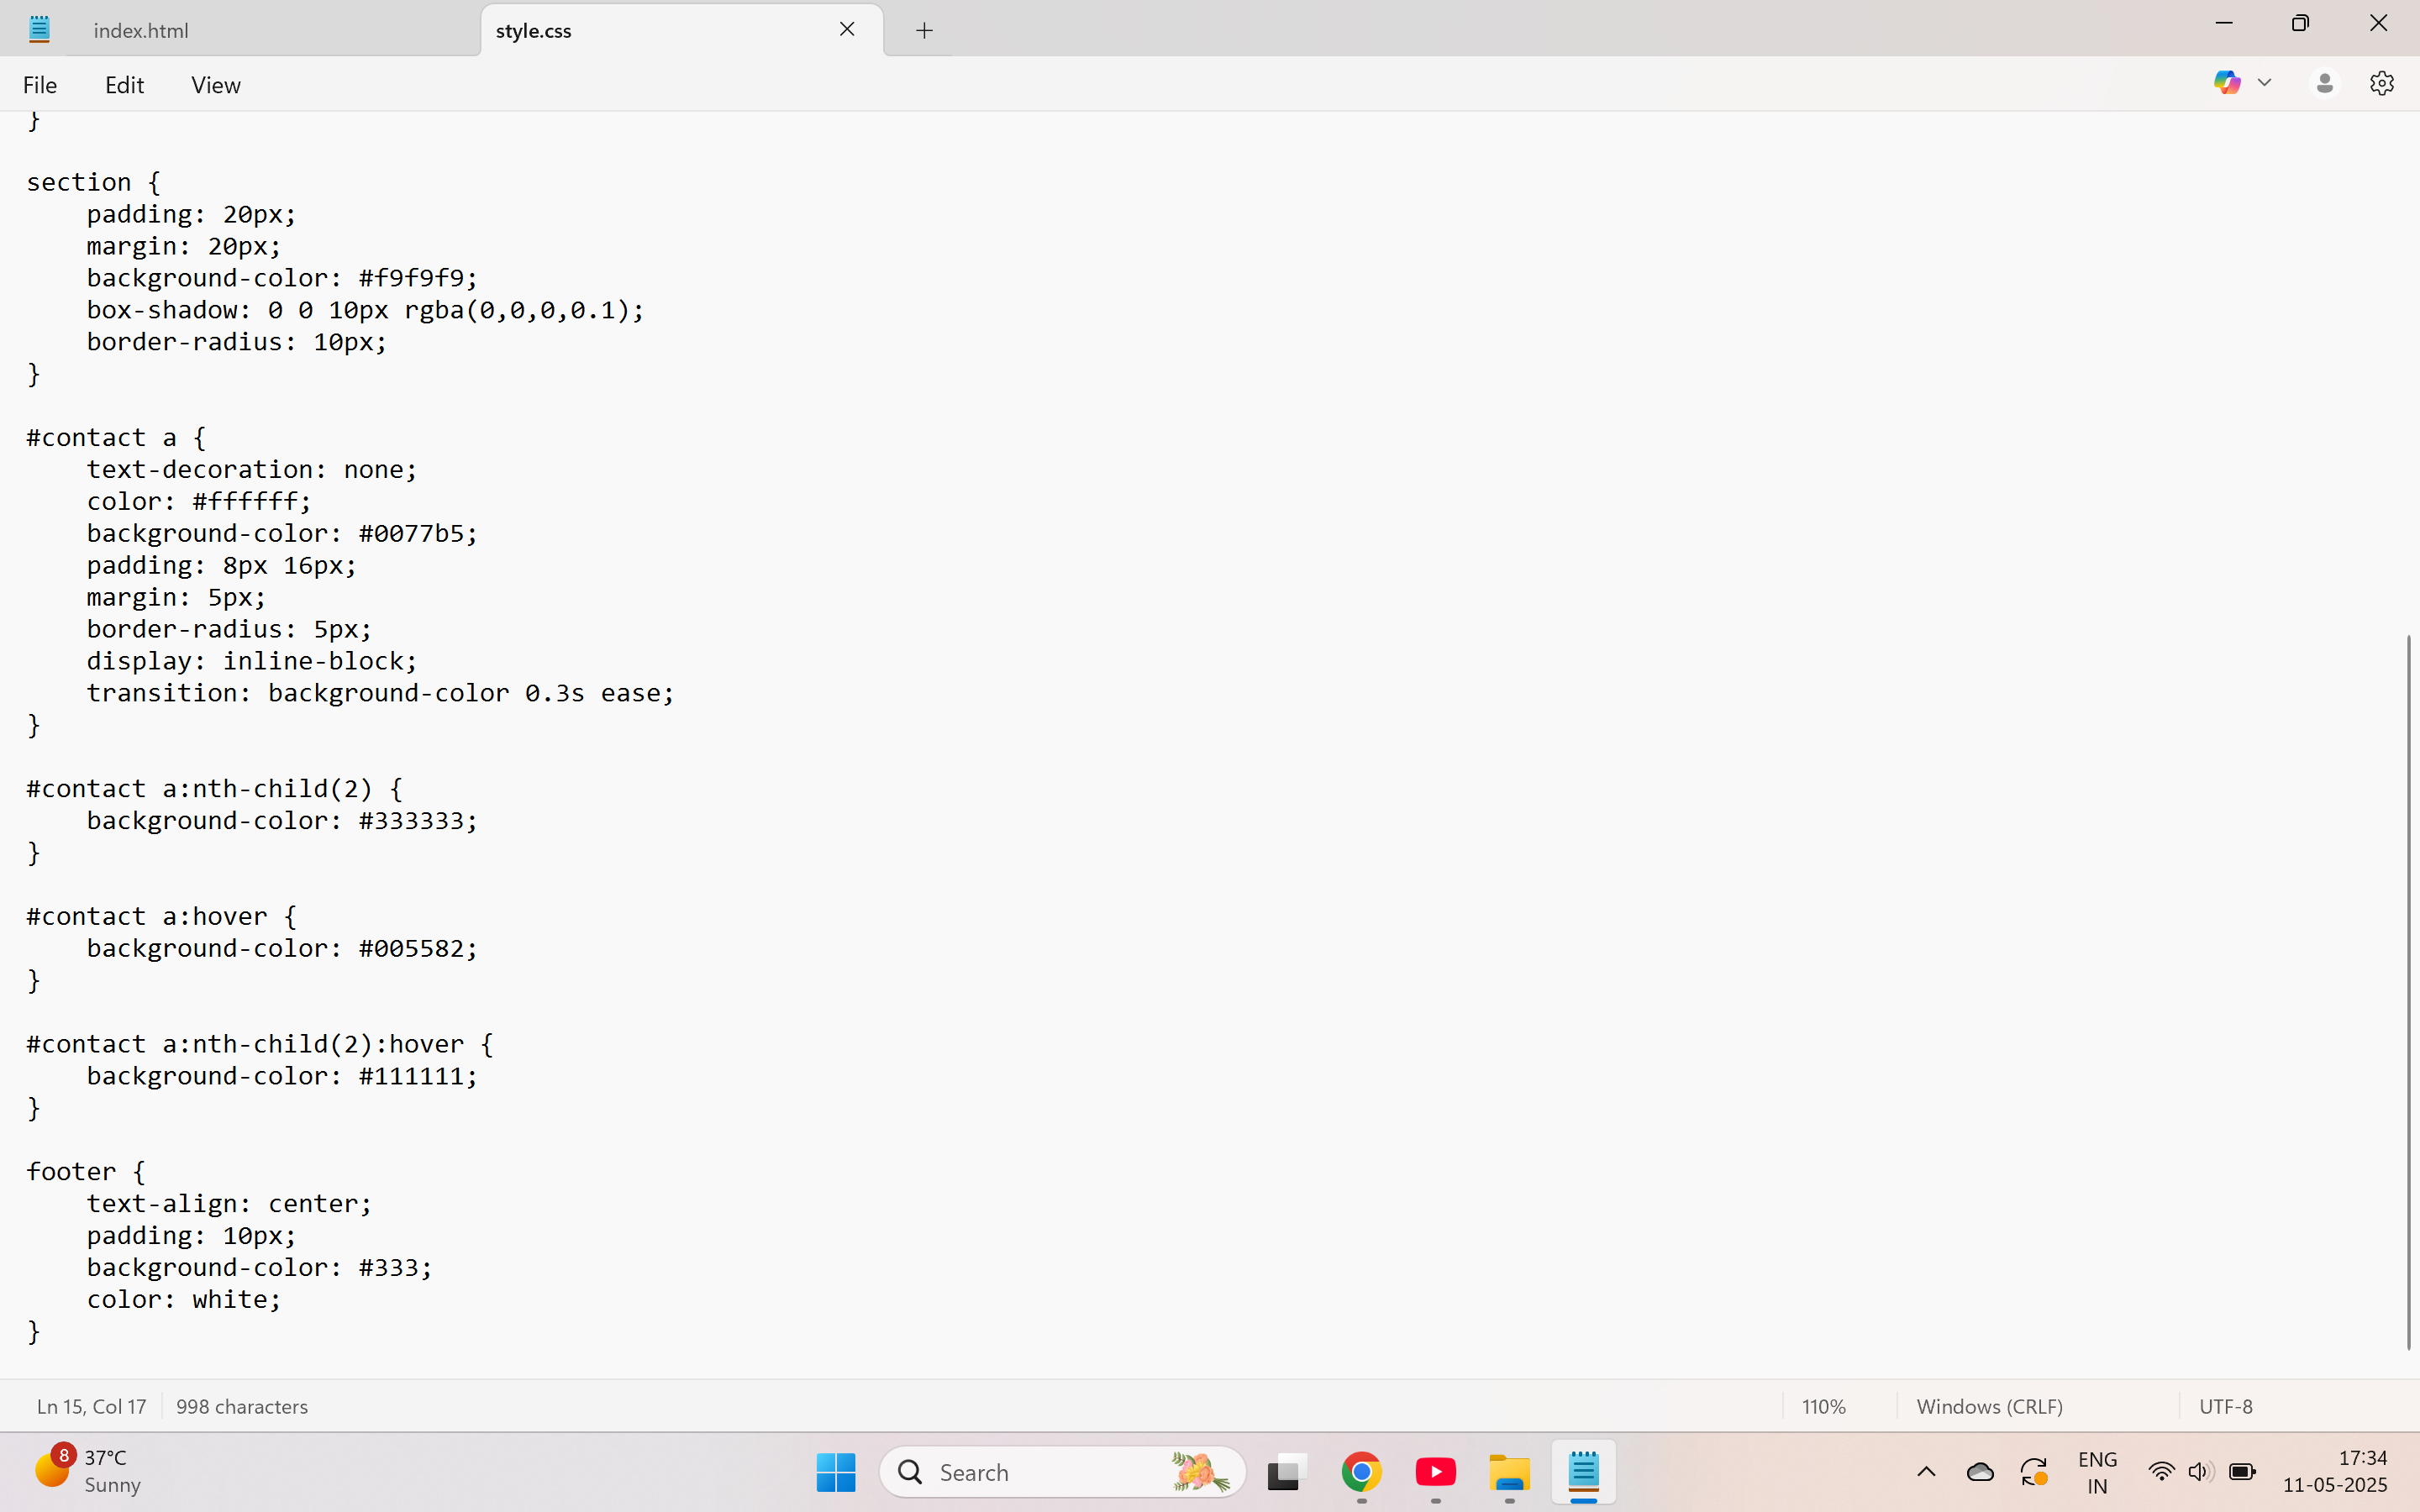 index.html
style.css
File Edit View
}
section {
    padding: 20px;
    margin: 20px;
    background-color: #f9f9f9;
    box-shadow: 0 0 10px rgba(0,0,0,0.1);
    border-radius: 10px;
}
#contact a {
    text-decoration: none;
    color: #ffffff;
    background-color: #0077b5;
    padding: 8px 16px;
    margin: 5px;
    border-radius: 5px;
    display: inline-block;
    transition: background-color 0.3s ease;
}
#contact a:nth-child(2) {
    background-color: #333333;
}
#contact a:hover {
    background-color: #005582;
}
#contact a:nth-child(2):hover {
    background-color: #111111;
}
footer {
    text-align: center;
    padding: 10px;
    background-color: #333;
    color: white;
}
Ln 15, Col 17 998 characters 110% Windows (CRLF) UTF-8
8
37°C
Sunny
Search
ENG
IN
17:34
11-05-2025